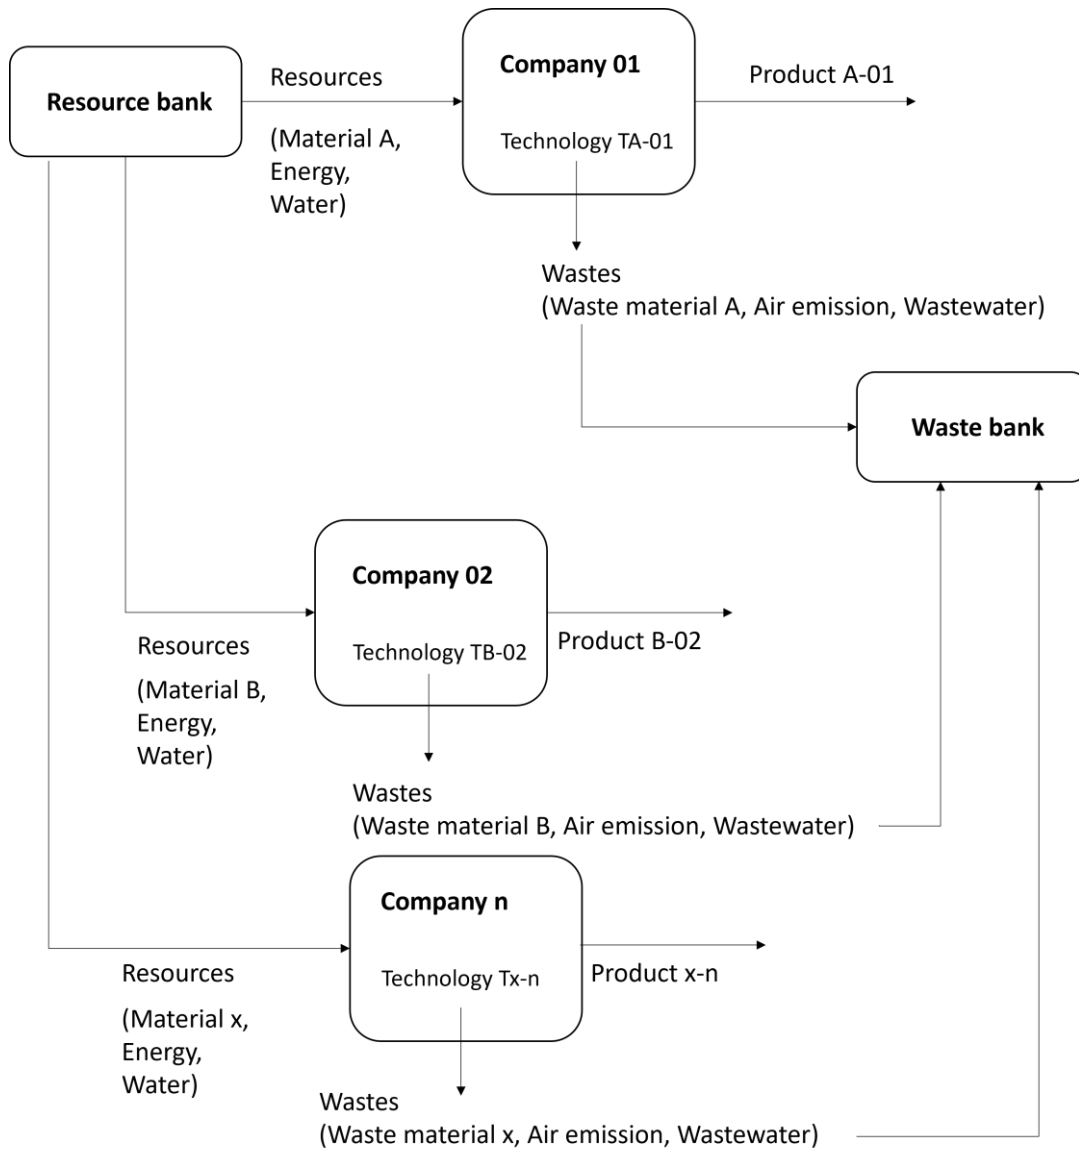 Resource bank
Resources
(Material A,
Energy,
Water)
Company 01
Technology TA-01
Product A-01
Wastes
(Waste material A, Air emission, Wastewater)
Waste bank
Company 02
Technology TB-02
Product B-02
Resources
(Material B,
Energy,
Water)
Wastes
(Waste material B, Air emission, Wastewater)
Company n
Technology Tx-n
Product x-n
Resources
(Material x,
Energy,
Water)
Wastes
(Waste material x, Air emission, Wastewater)